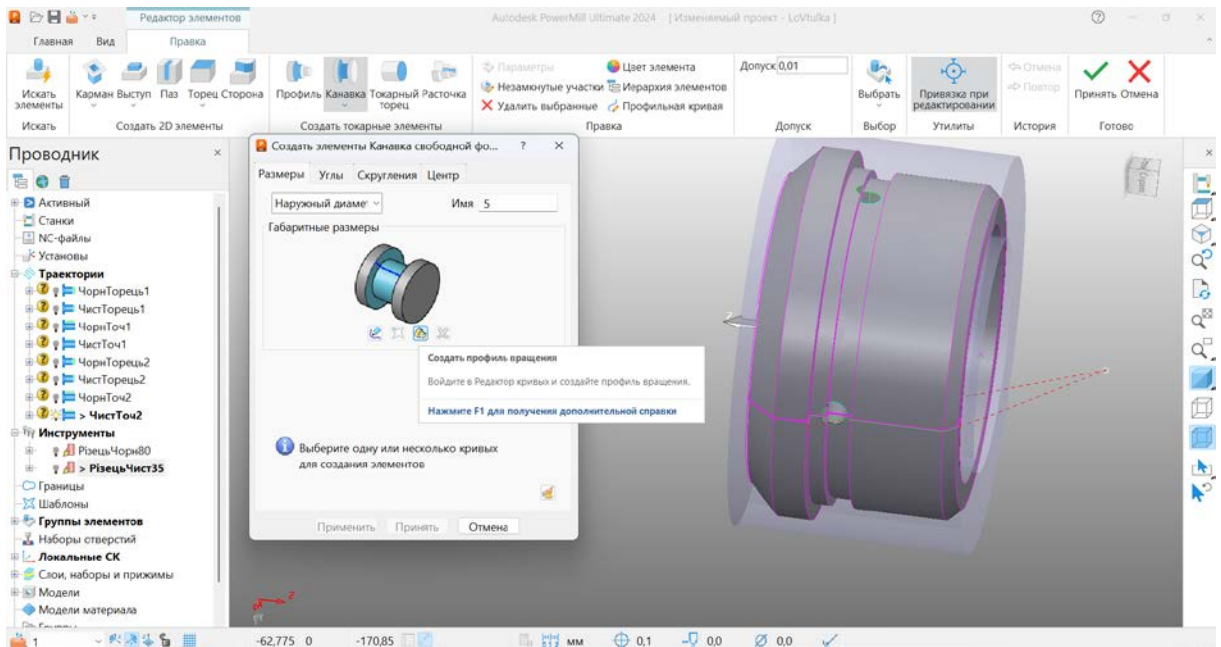 Редактор элементов
Autodesk PowerMill Ultimate 2024 [Изменяемый проект - LcVtulka]
Главная Вид Правка
Искать элементы
Карман Выступ Паз Торец Сторона
Профиль Канавка Токарный торец Расточка
Параметры
Незамкнутые участки
Удалить выбранные
Цвет элемента
Иерархия элементов
Профильная кривая
Допуск 0,01
Выбрать
Привязка при редактировании
Отмена
Повтор
Принять Отмена
Искать Создать 2D элементы Создать токарные элементы Правка Допуск Выбор Утилиты История Готово
Проводник
Активный
Станки
NC-файлы
Установы
Траектории
ЧорнТорець1
ЧистТорець1
ЧорнТоч1
ЧистТоч1
ЧорнТорець2
ЧистТорець2
ЧорнТоч2
> ЧистТоч2
Инструменты
РізецьЧорн80
> РізецьЧист35
Границы
Шаблоны
Группы элементов
Наборы отверстий
Локальные СК
Слои, наборы и прижимы
Модели
Модели материала
Создать элементы Канавка свободной фо... ?
Размеры Углы Скругления Центр
Наружный диаме Имя 5
Габаритные размеры
Создать профиль вращения
Войдите в Редактор кривых и создайте профиль вращения.
Нажмите F1 для получения дополнительной справки
Выберите одну или несколько кривых
для создания элементов
Применить Принять Отмена
Z
1 -62,775 0 -170,85 мм 0,1 0,0 0,0